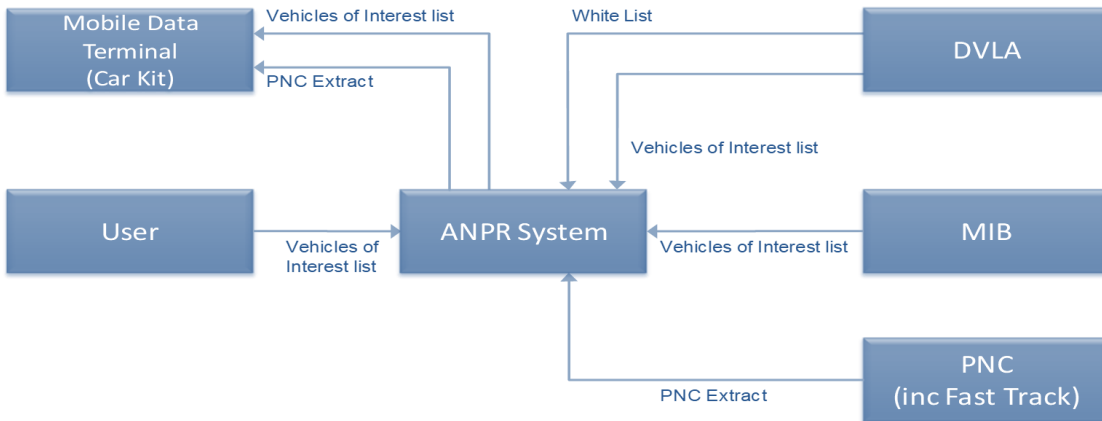 Mobile Data
Terminal
(Car Kit)
Vehicles of Interest list
PNC Extract
White List
DVLA
Vehicles of Interest list
User
Vehicles of
Interest list
ANPR System
Vehicles of Interest list
MIB
PNC Extract
PNC
(inc Fast Track)